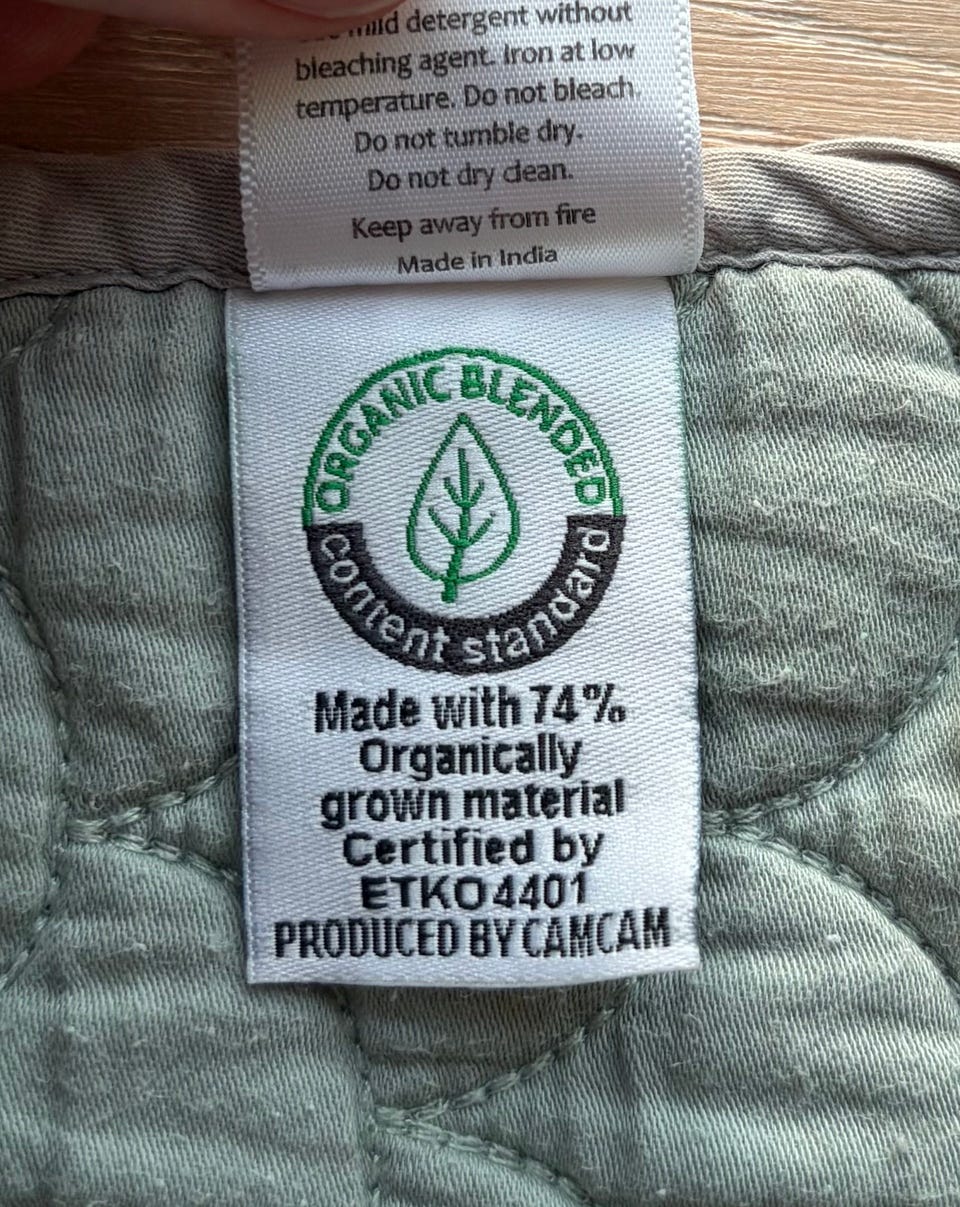 mild detergent without
bleaching agent. Iron at low
temperature. Do not bleach.
Do not tumble dry.
Do not dry clean.
Keep away from fire
Made in India
ORGANIC BLENDED
content standard
Made with 74%
Organically
grown material
Certified by
ETKO4401
PRODUCED BY CAMCAM